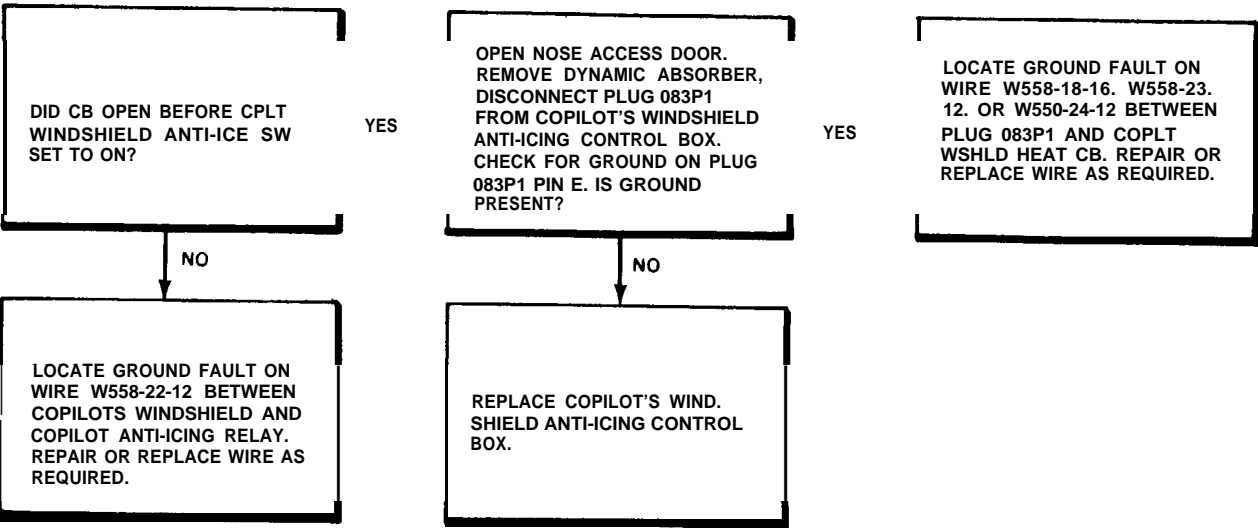 DID CB OPEN BEFORE CPLT
WINDSHIELD ANTI-ICE SW
SET TO ON?
YES
OPEN NOSE ACCESS DOOR.
REMOVE DYNAMIC ABSORBER,
DISCONNECT PLUG 083P1
FROM COPILOT'S WINDSHIELD
ANTI-ICING CONTROL BOX.
CHECK FOR GROUND ON PLUG
083P1 PIN E. IS GROUND
PRESENT?
YES
LOCATE GROUND FAULT ON
WIRE W558-18-16. W558-23.
12. OR W550-24-12 BETWEEN
PLUG 083P1 AND COPLT
WSHLD HEAT CB. REPAIR OR
REPLACE WIRE AS REQUIRED.
NO
NO
LOCATE GROUND FAULT ON
WIRE W558-22-12 BETWEEN
COPILOTS WINDSHIELD AND
COPILOT ANTI-ICING RELAY.
REPAIR OR REPLACE WIRE AS
REQUIRED.
REPLACE COPILOT'S WIND.
SHIELD ANTI-ICING CONTROL
BOX.